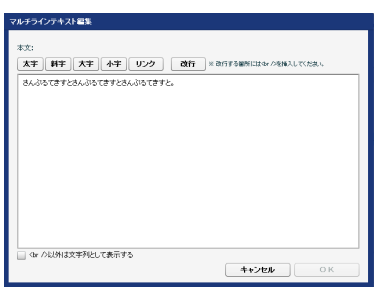 マルチラインテキスト編集
本文:
太字 斜字 大字 小字 リンク 改行 ※ 改行する箇所には<br />を挿入してください。
さんぷるてきすとさんぷるてきすとさんぷるてきすと。
<br />以外は文字列として表示する
キャンセル OK